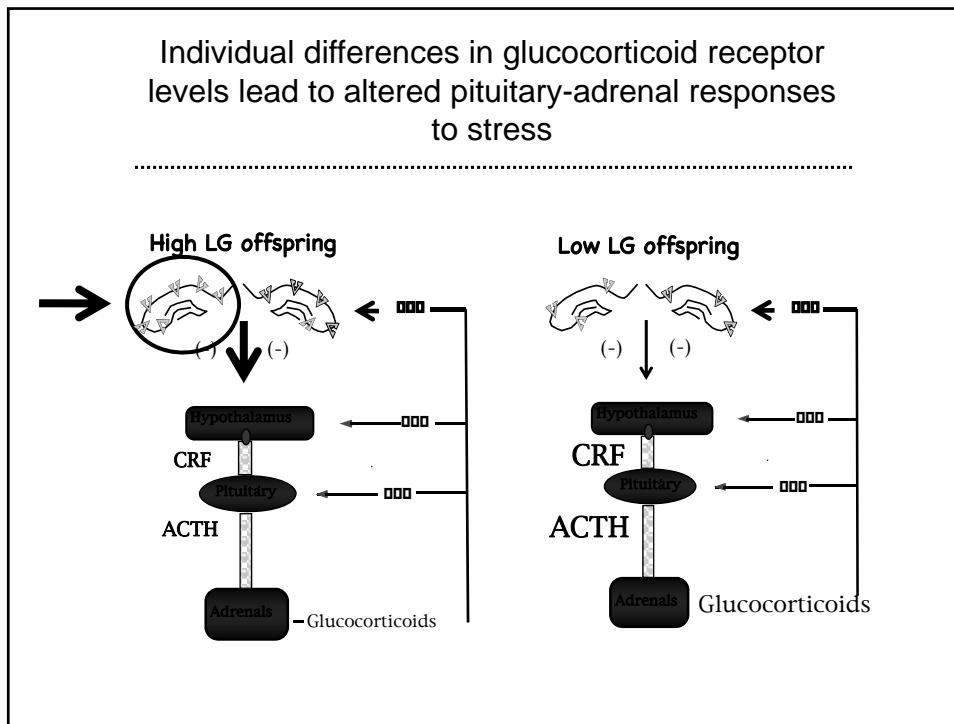 Individual differences in glucocorticoid receptor
levels lead to altered pituitary-adrenal responses
to stress
High LG offspring
(-) (-)
Hypothalamus
CRF
Pituitary
ACTH
Adrenals
Glucocorticoids
Low LG offspring
(-) (-)
Hypothalamus
CRF
Pituitary
ACTH
Adrenals
Glucocorticoids